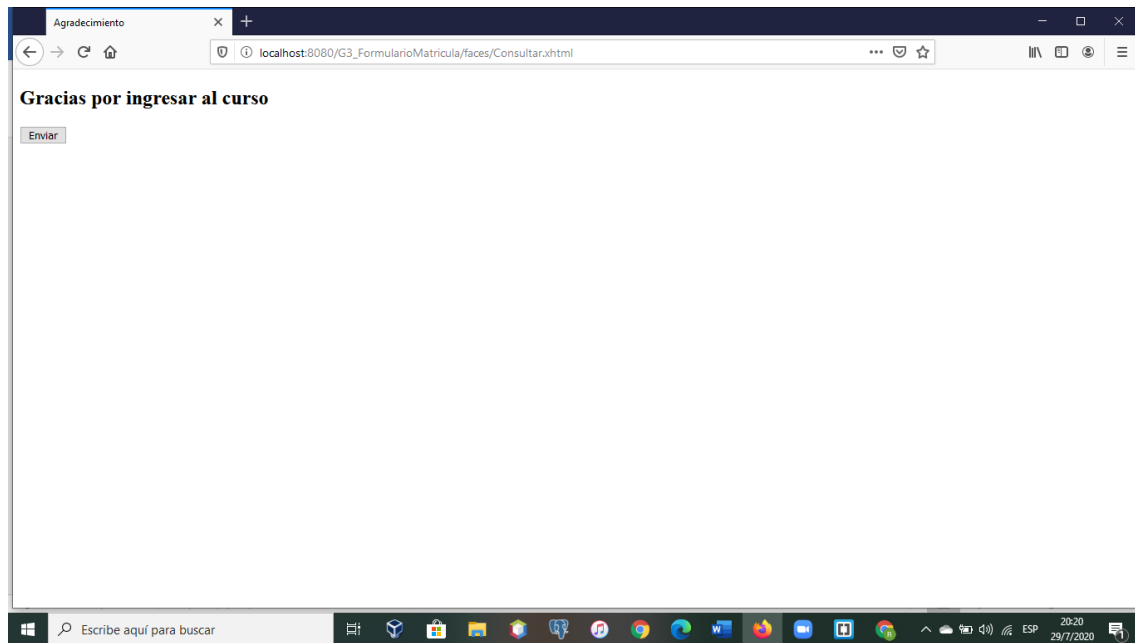 Agradecimiento
localhost:8080/G3_FormularioMatricula/faces/Consultar.xhtml
Gracias por ingresar al curso
Enviar
Escribe aquí para buscar
ESP
20:20
29/7/2020